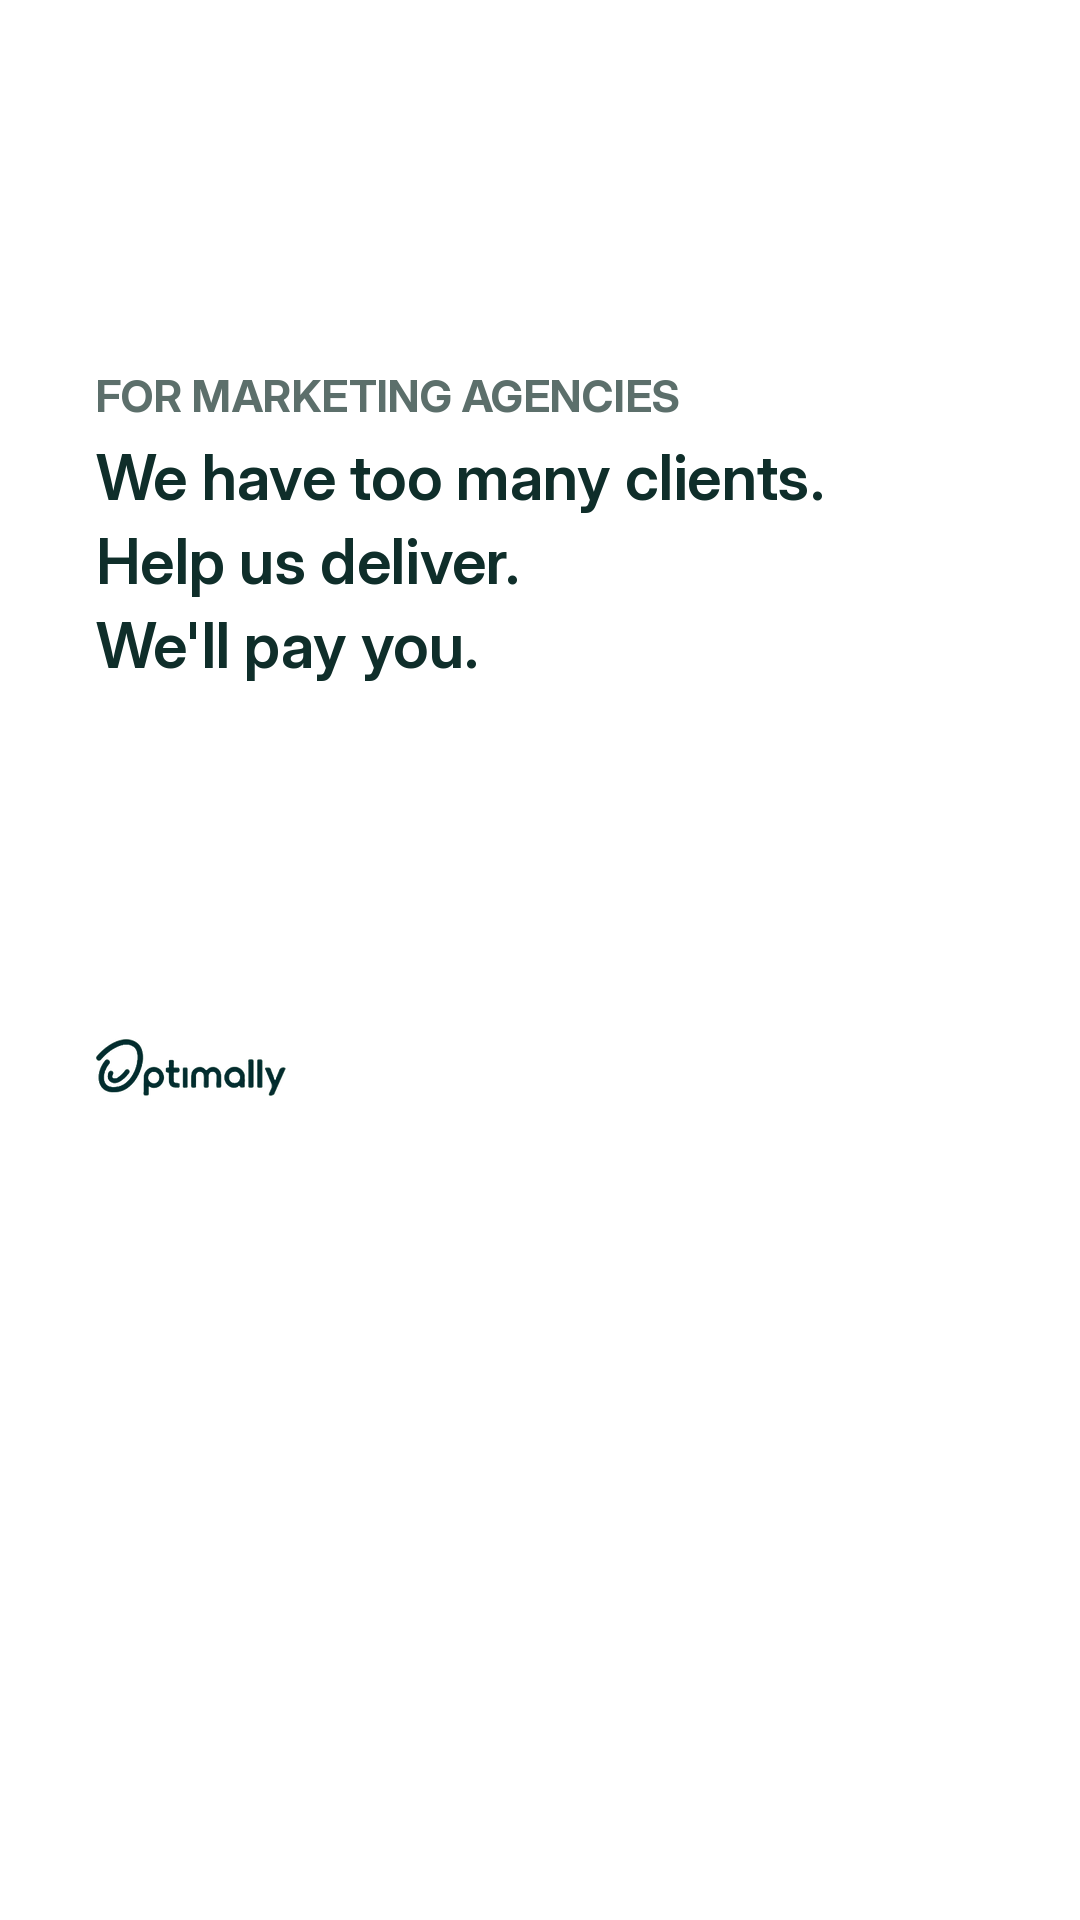 FOR MARKETING AGENCIES
We have too many clients.
Help us deliver.
We'll pay you.
Optimally